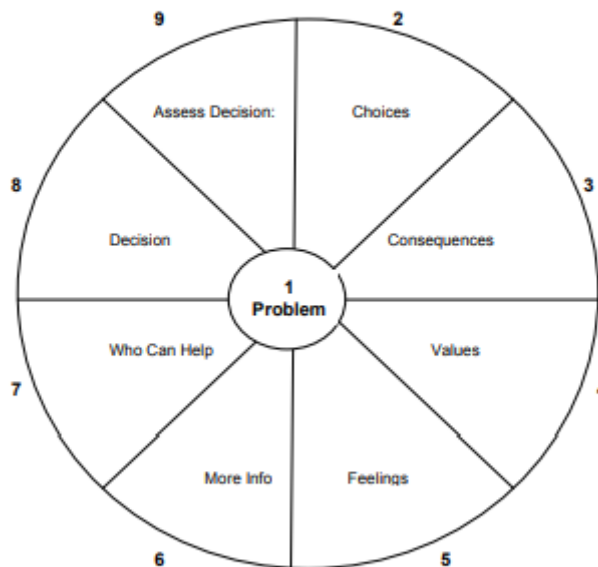 9
2
Assess Decision:
Choices
8
3
Decision
Consequences
1
Problem
Who Can Help
Values
7
More Info
Feelings
6
5